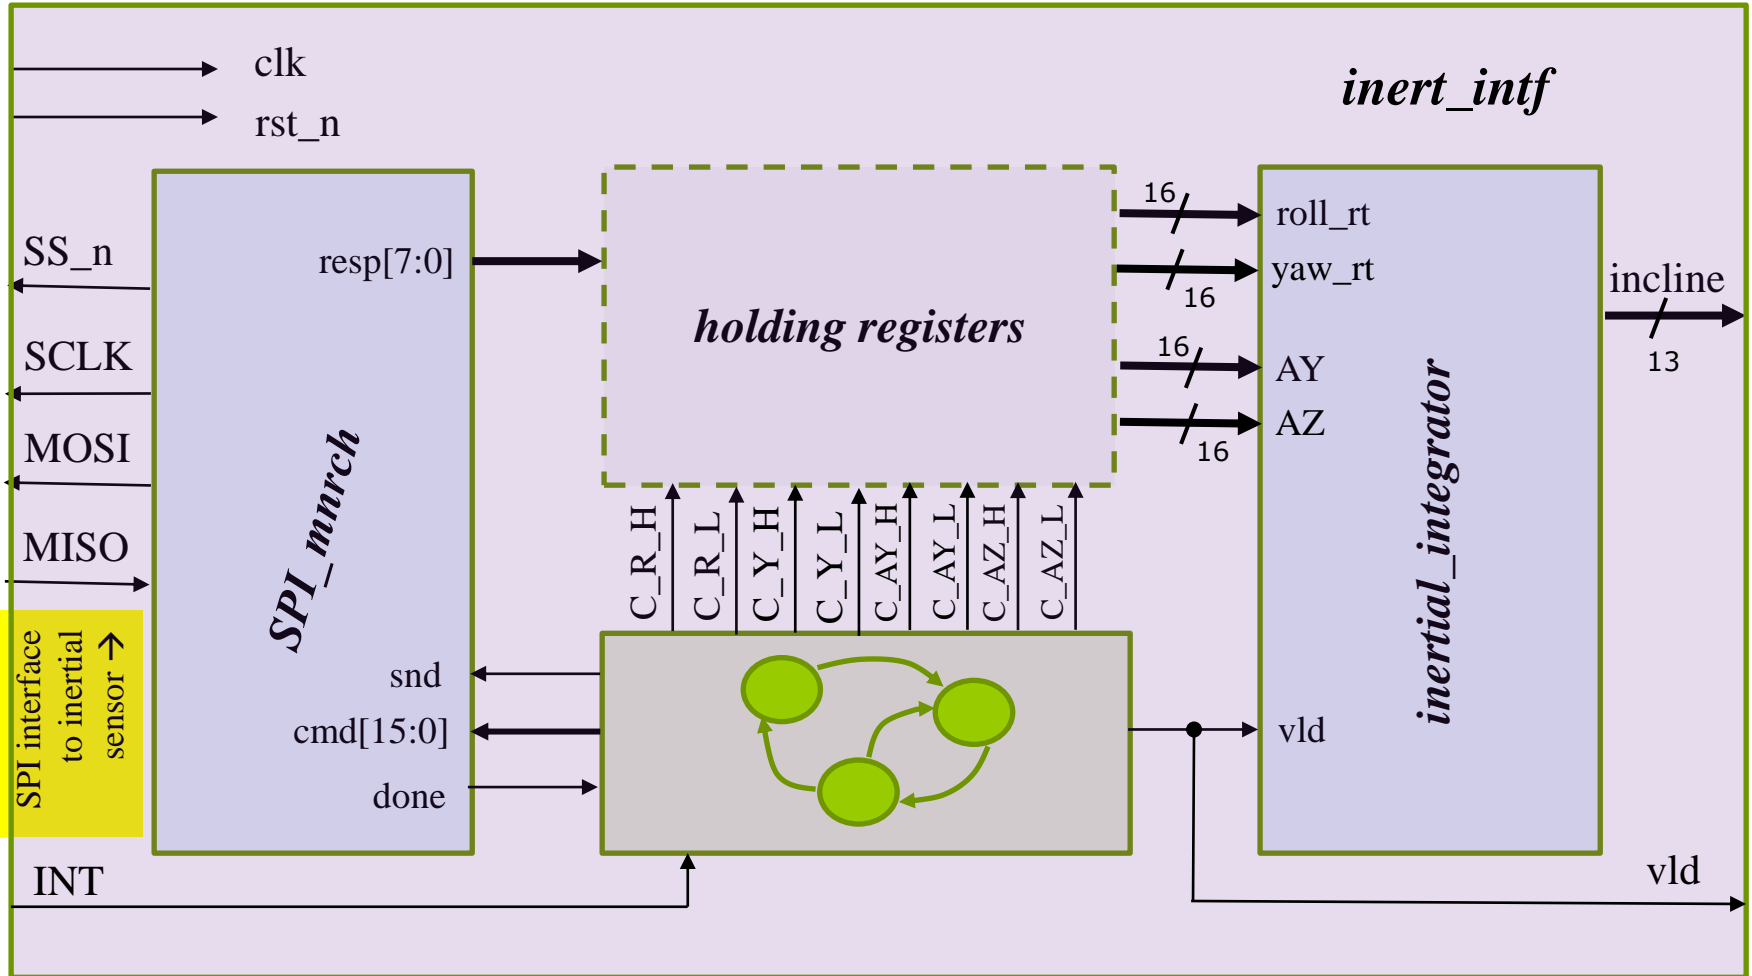 clk
rst_n
inert_intf
SS_n
SCLK
MOSI
MISO
SPI interface
to inertial
sensor →
INT
resp[7:0]
SPI_mnrch
snd
cmd[15:0]
done
holding registers
C_R_H
C_R_L
C_Y_H
C_Y_L
C_AY_H
C_AY_L
C_AZ_H
C_AZ_L
16
16
16
16
roll_rt
yaw_rt
AY
AZ
inertial_integrator
vld
incline
13
vld